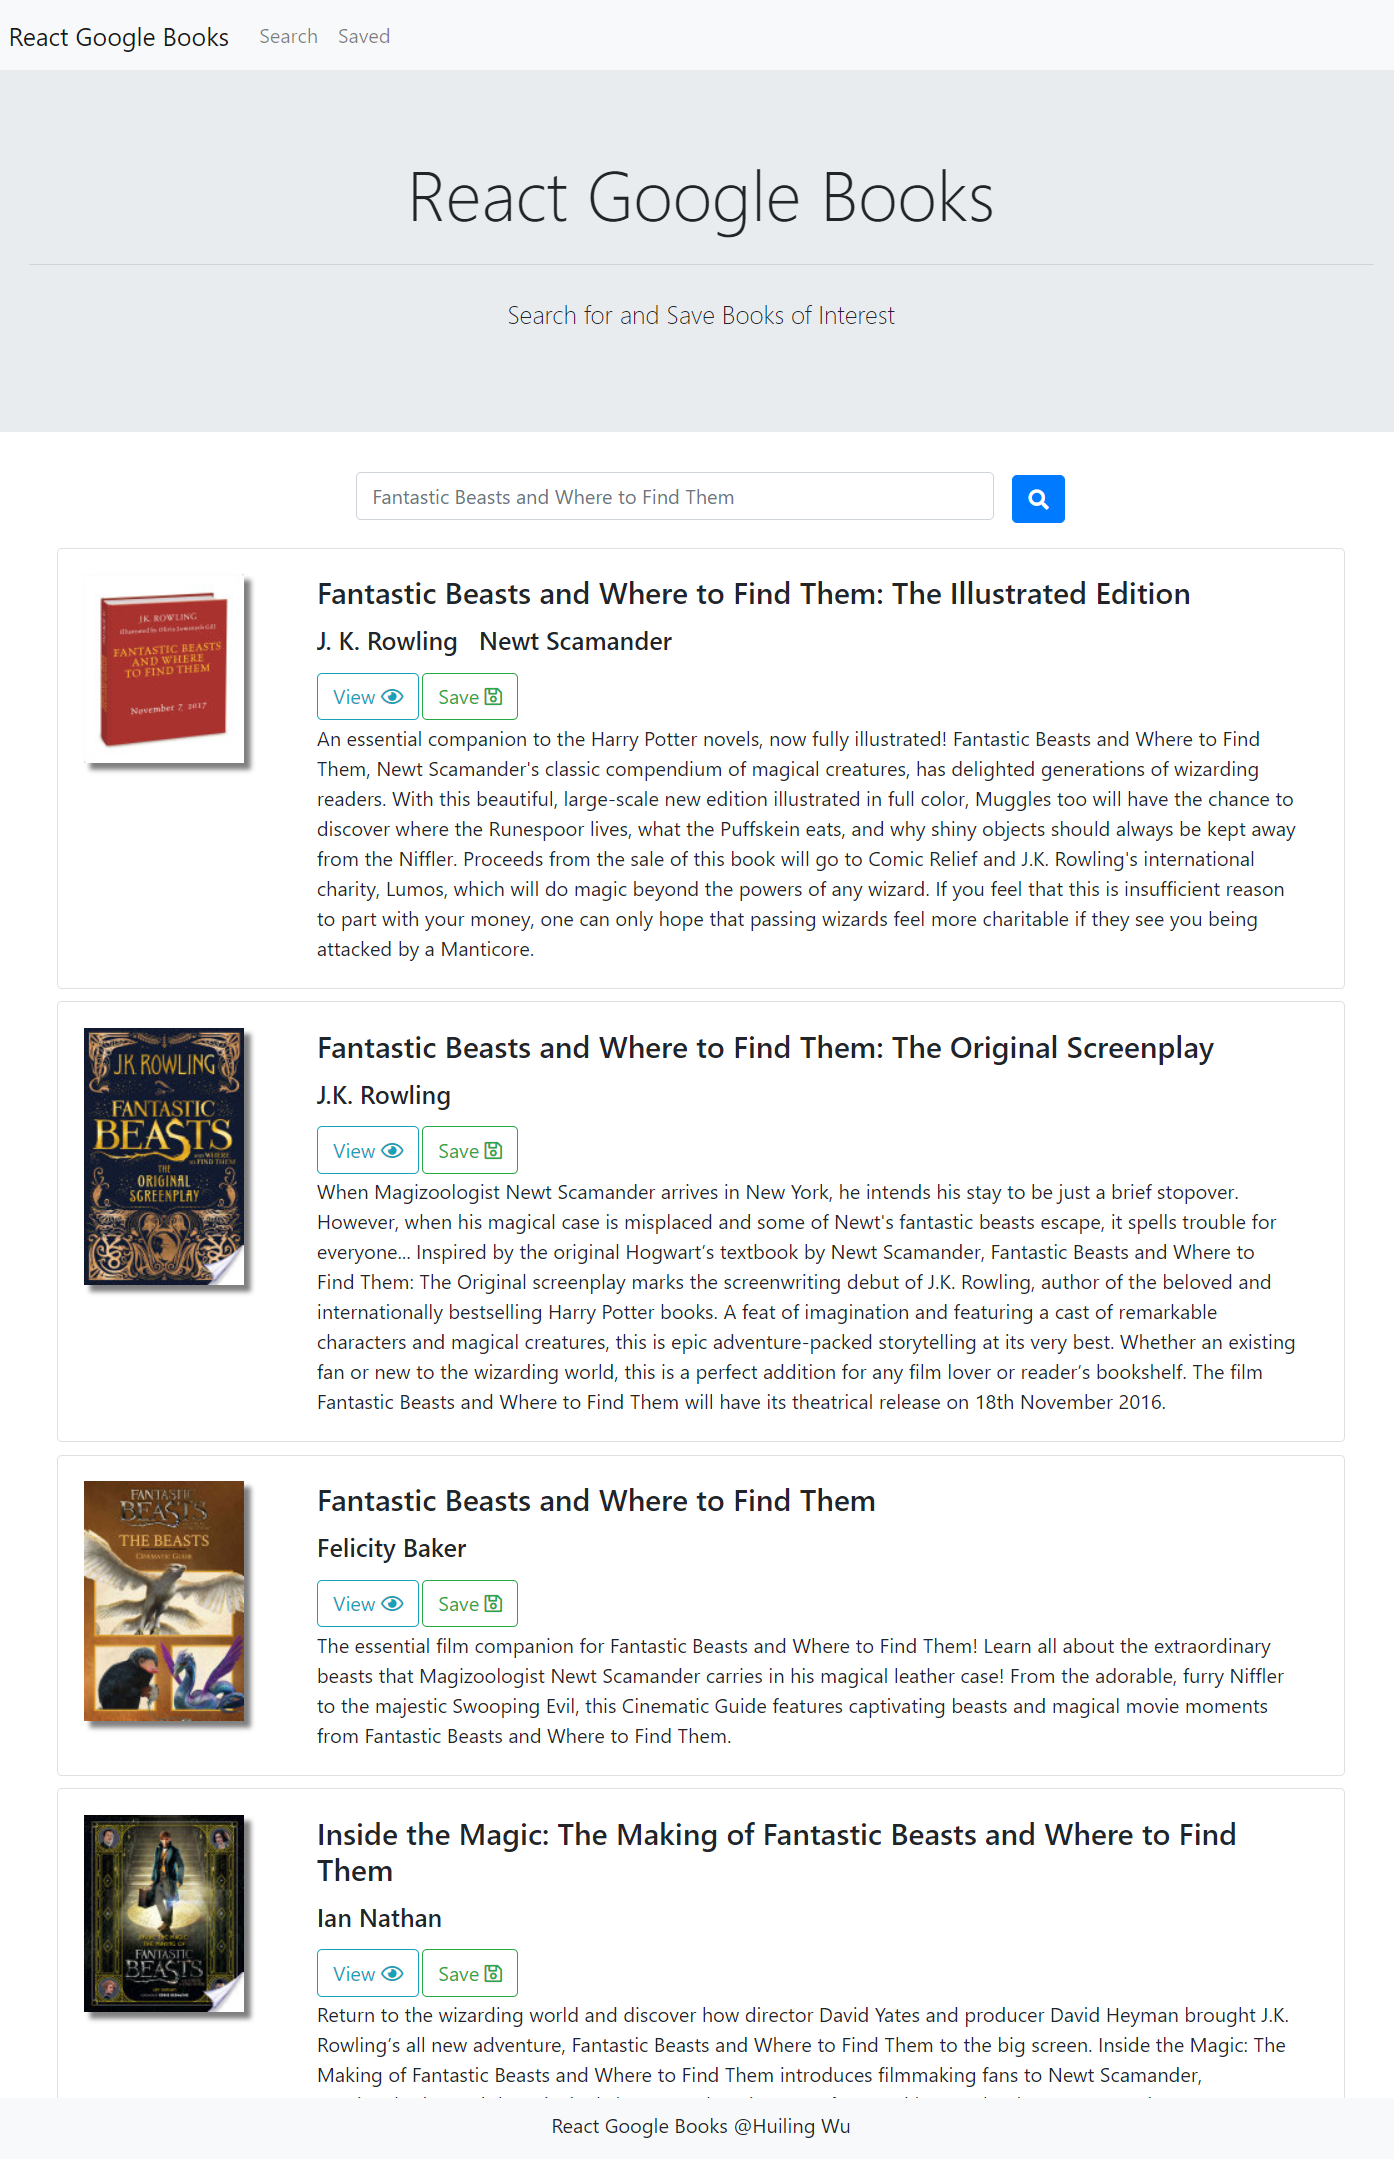 React Google Books Search Saved
React Google Books
Search for and Save Books of Interest
Fantastic Beasts and Where to Find Them
J.K. ROWLING
FANTASTIC BEASTS
AND WHERE
TO FIND THEM
November 7, 2017
Fantastic Beasts and Where to Find Them: The Illustrated Edition
J. K. Rowling Newt Scamander
View Save
An essential companion to the Harry Potter novels, now fully illustrated! Fantastic Beasts and Where to Find
Them, Newt Scamander's classic compendium of magical creatures, has delighted generations of wizarding
readers. With this beautiful, large-scale new edition illustrated in full color, Muggles too will have the chance to
discover where the Runespoor lives, what the Puffskein eats, and why shiny objects should always be kept away
from the Niffler. Proceeds from the sale of this book will go to Comic Relief and J.K. Rowling's international
charity, Lumos, which will do magic beyond the powers of any wizard. If you feel that this is insufficient reason
to part with your money, one can only hope that passing wizards feel more charitable if they see you being
attacked by a Manticore.
J.K. ROWLING
FANTASTIC
BEASTS
AND WHERE
TO FIND THEM
THE
ORIGINAL
SCREENPLAY
Fantastic Beasts and Where to Find Them: The Original Screenplay
J.K. Rowling
View Save
When Magizoologist Newt Scamander arrives in New York, he intends his stay to be just a brief stopover.
However, when his magical case is misplaced and some of Newt's fantastic beasts escape, it spells trouble for
everyone... Inspired by the original Hogwart’s textbook by Newt Scamander, Fantastic Beasts and Where to
Find Them: The Original screenplay marks the screenwriting debut of J.K. Rowling, author of the beloved and
internationally bestselling Harry Potter books. A feat of imagination and featuring a cast of remarkable
characters and magical creatures, this is epic adventure-packed storytelling at its very best. Whether an existing
fan or new to the wizarding world, this is a perfect addition for any film lover or reader’s bookshelf. The film
Fantastic Beasts and Where to Find Them will have its theatrical release on 18th November 2016.
FANTASTIC
BEASTS
THE BEASTS
CINEMATIC GUIDE
Fantastic Beasts and Where to Find Them
Felicity Baker
View Save
The essential film companion for Fantastic Beasts and Where to Find Them! Learn all about the extraordinary
beasts that Magizoologist Newt Scamander carries in his magical leather case! From the adorable, furry Niffler
to the majestic Swooping Evil, this Cinematic Guide features captivating beasts and magical movie moments
from Fantastic Beasts and Where to Find Them.
INSIDE THE MAGIC
THE MAKING OF
FANTASTIC
BEASTS
Inside the Magic: The Making of Fantastic Beasts and Where to Find
Them
Ian Nathan
View Save
Return to the wizarding world and discover how director David Yates and producer David Heyman brought J.K.
Rowling’s all new adventure, Fantastic Beasts and Where to Find Them to the big screen. Inside the Magic: The
Making of Fantastic Beasts and Where to Find Them introduces filmmaking fans to Newt Scamander,
React Google Books @Huiling Wu